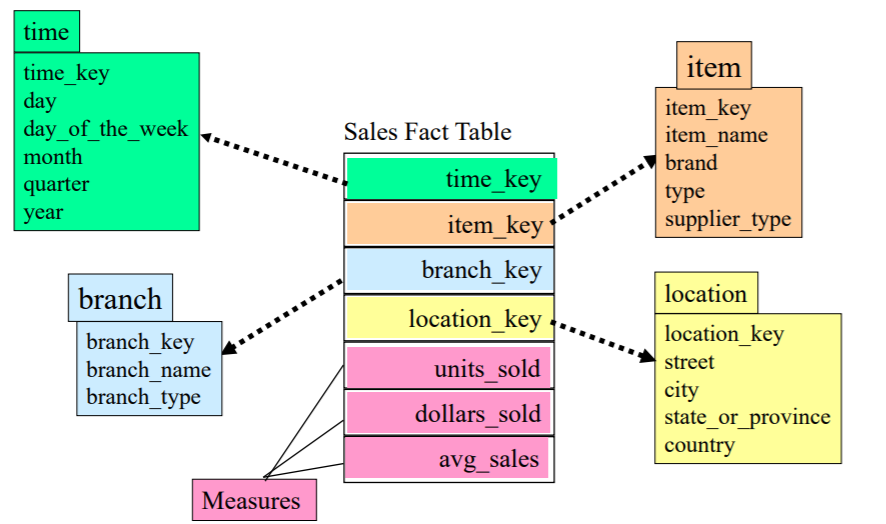 time
time_key
day
day_of_the_week
month
quarter
year
item
item_key
item_name
brand
type
supplier_type
Sales Fact Table
time_key
item_key
branch_key
location_key
units_sold
dollars_sold
avg_sales
branch
branch_key
branch_name
branch_type
location
location_key
street
city
state_or_province
country
Measures